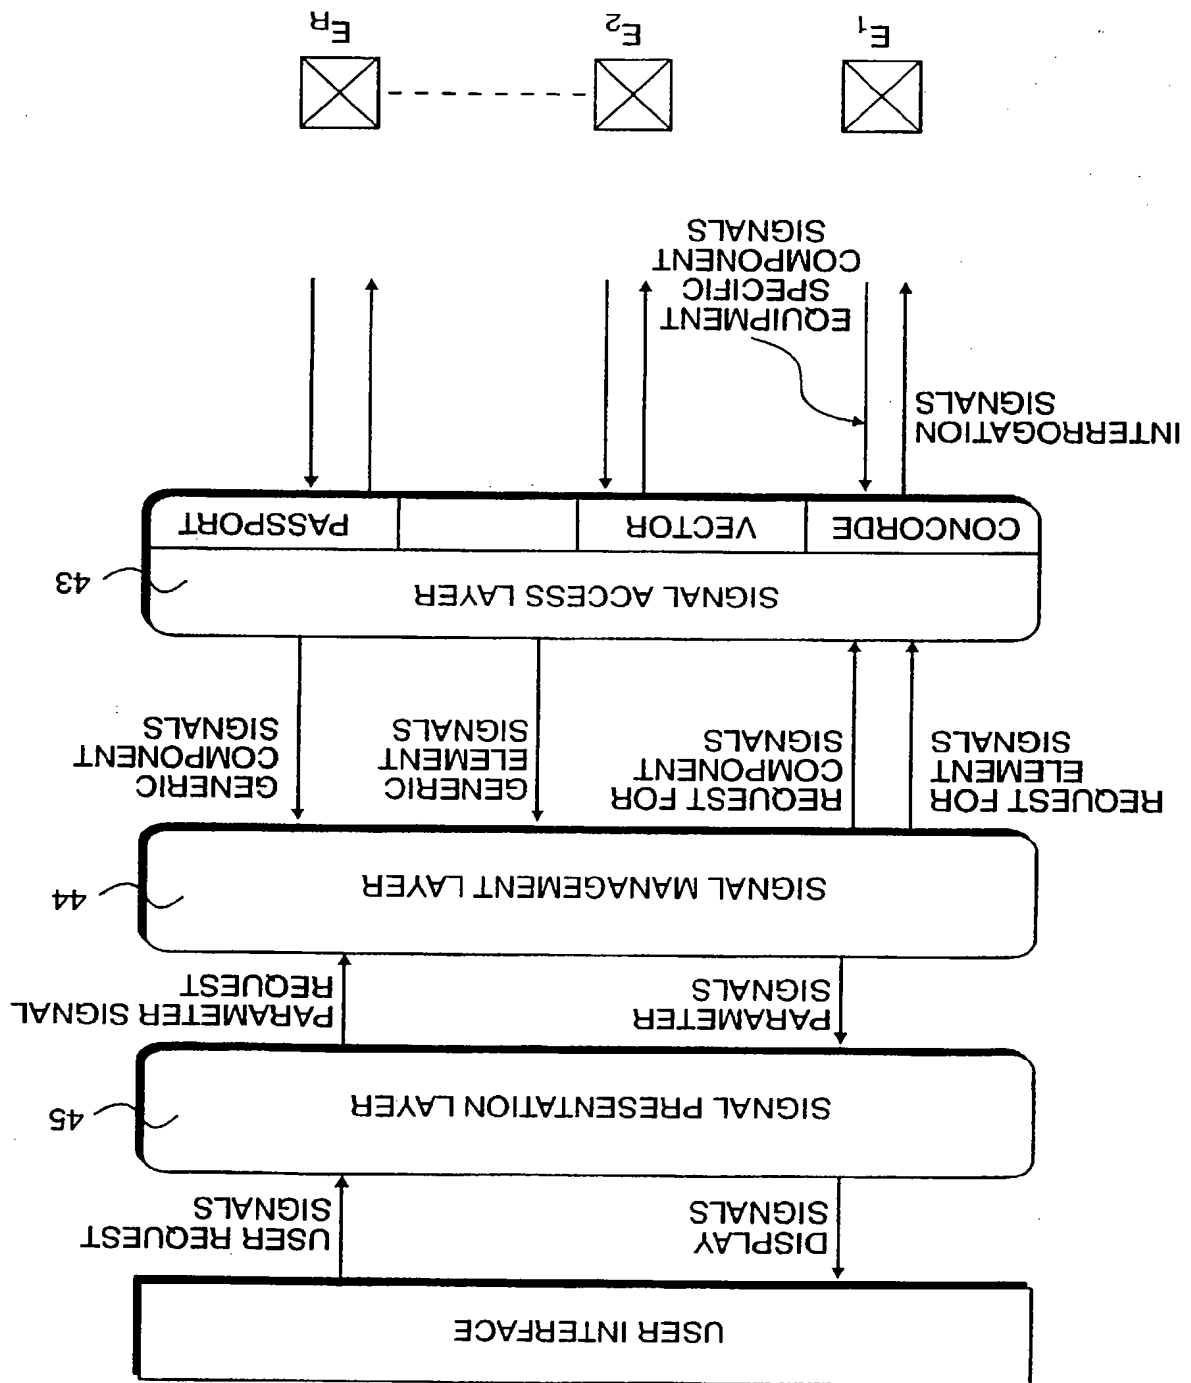 USER INTERFACE
DISPLAY
SIGNALS
USER REQUEST
SIGNALS
SIGNAL PRESENTATION LAYER
45
PARAMETER
SIGNALS
PARAMETER SIGNAL
REQUEST
SIGNAL MANAGEMENT LAYER
44
REQUEST FOR
ELEMENT
SIGNALS
REQUEST FOR
COMPONENT
SIGNALS
GENERIC
ELEMENT
SIGNALS
GENERIC
COMPONENT
SIGNALS
SIGNAL ACCESS LAYER
43
CONCORDE
VECTOR
PASSPORT
INTERROGATION
SIGNALS
EQUIPMENT
SPECIFIC
COMPONENT
SIGNALS
E1
E2
ER